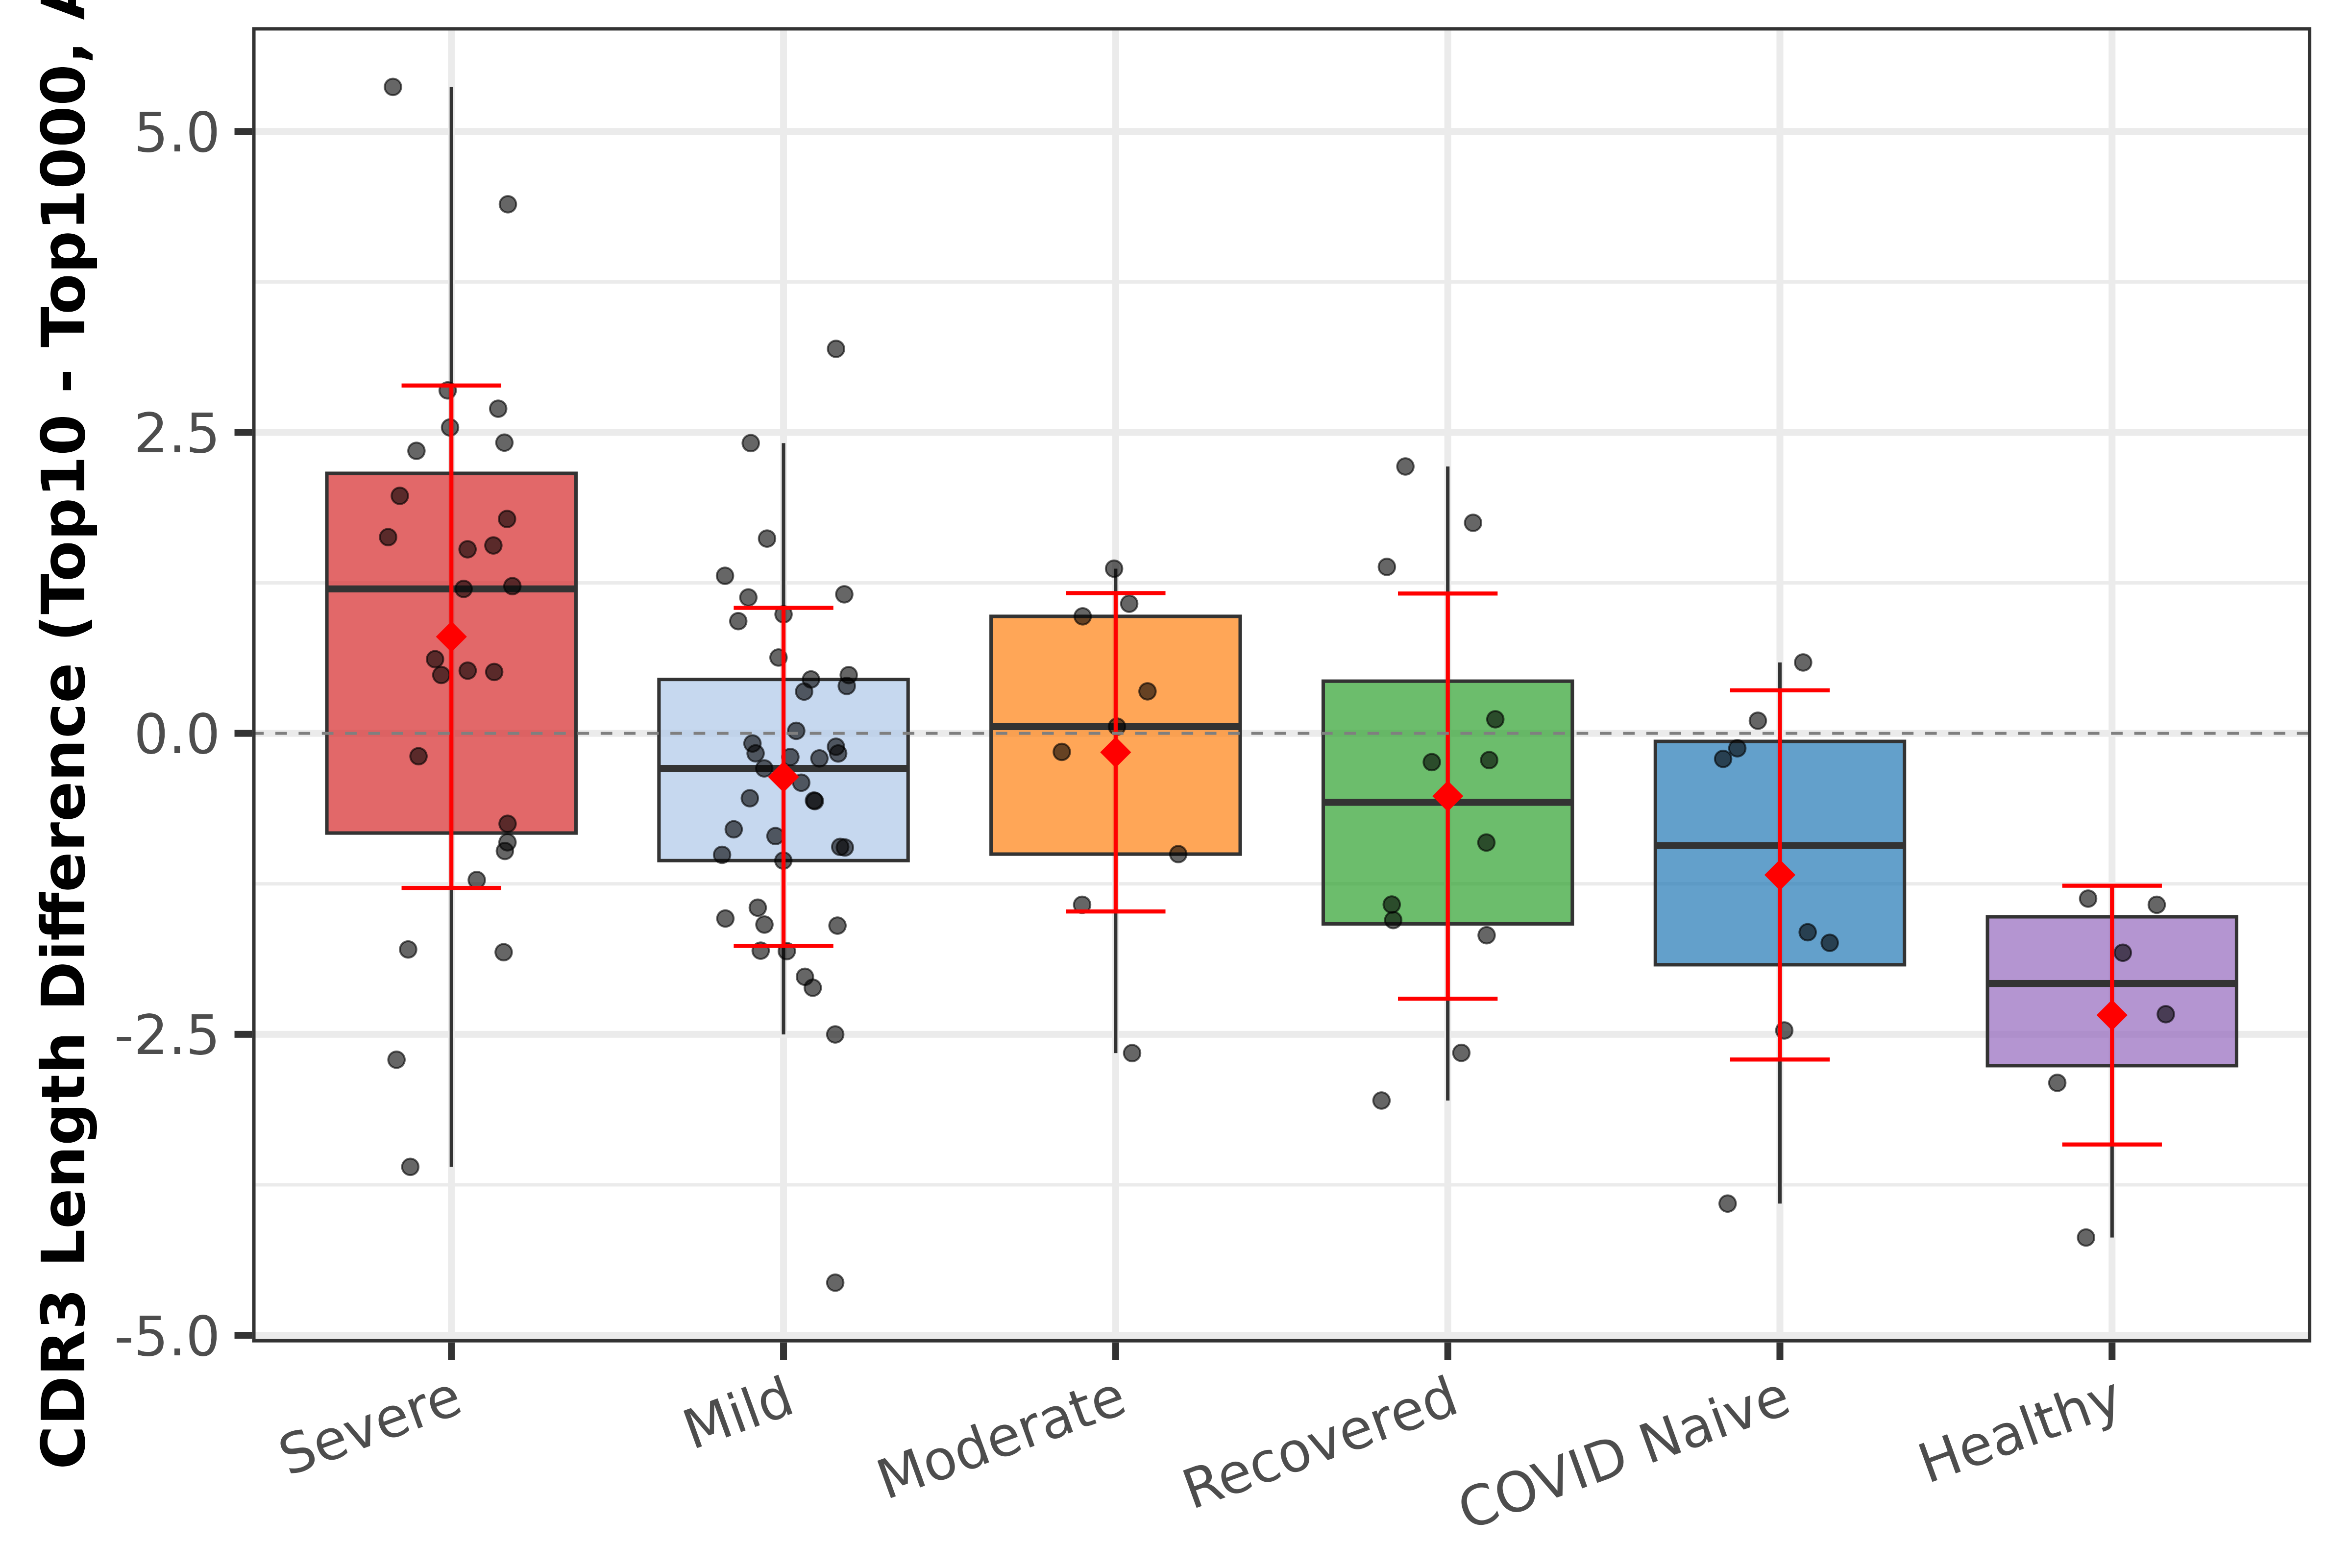 CDR3 Length Difference (Top10 - Top1000,
5.0
2.5
0.0
-2.5
-5.0
Severe
Mild
Moderate
Recovered
COVID Naive
Healthy